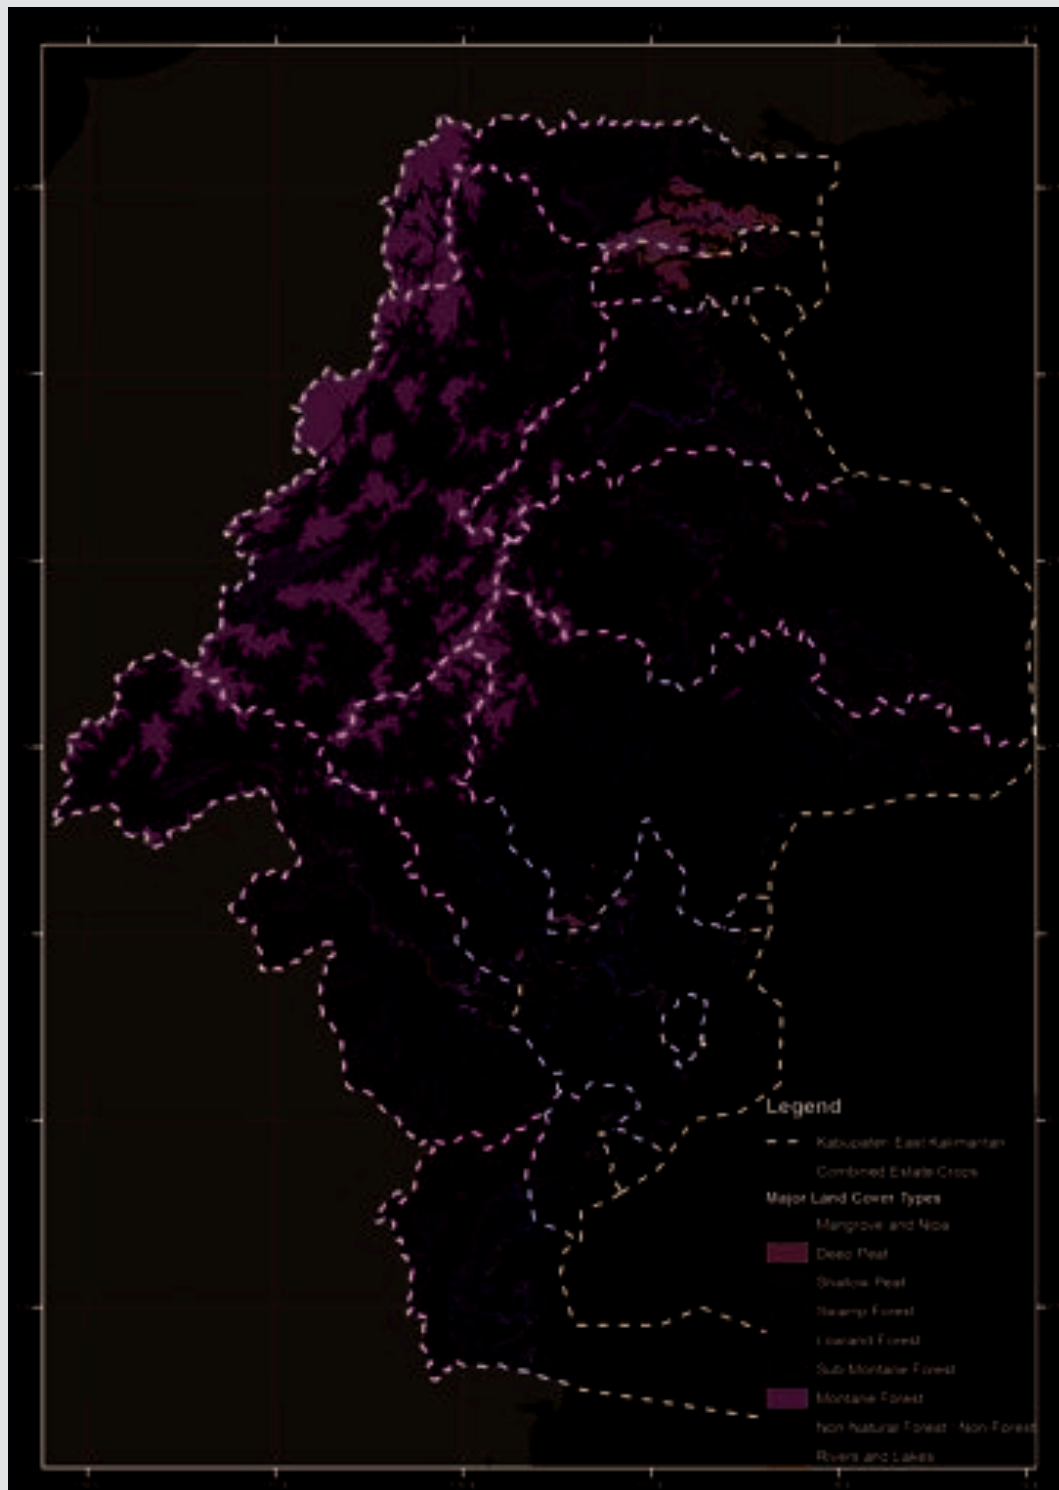 Legend
Kabupaten East Kalimantan
Combined Estate Crops
Major Land Cover Types
Mangrove and Nipa
Deep Peat
Shallow Peat
Swamp Forest
Lowland Forest
Sub Montane Forest
Montane Forest
Non Natural Forest / Non-Forest
Rivers and Lakes